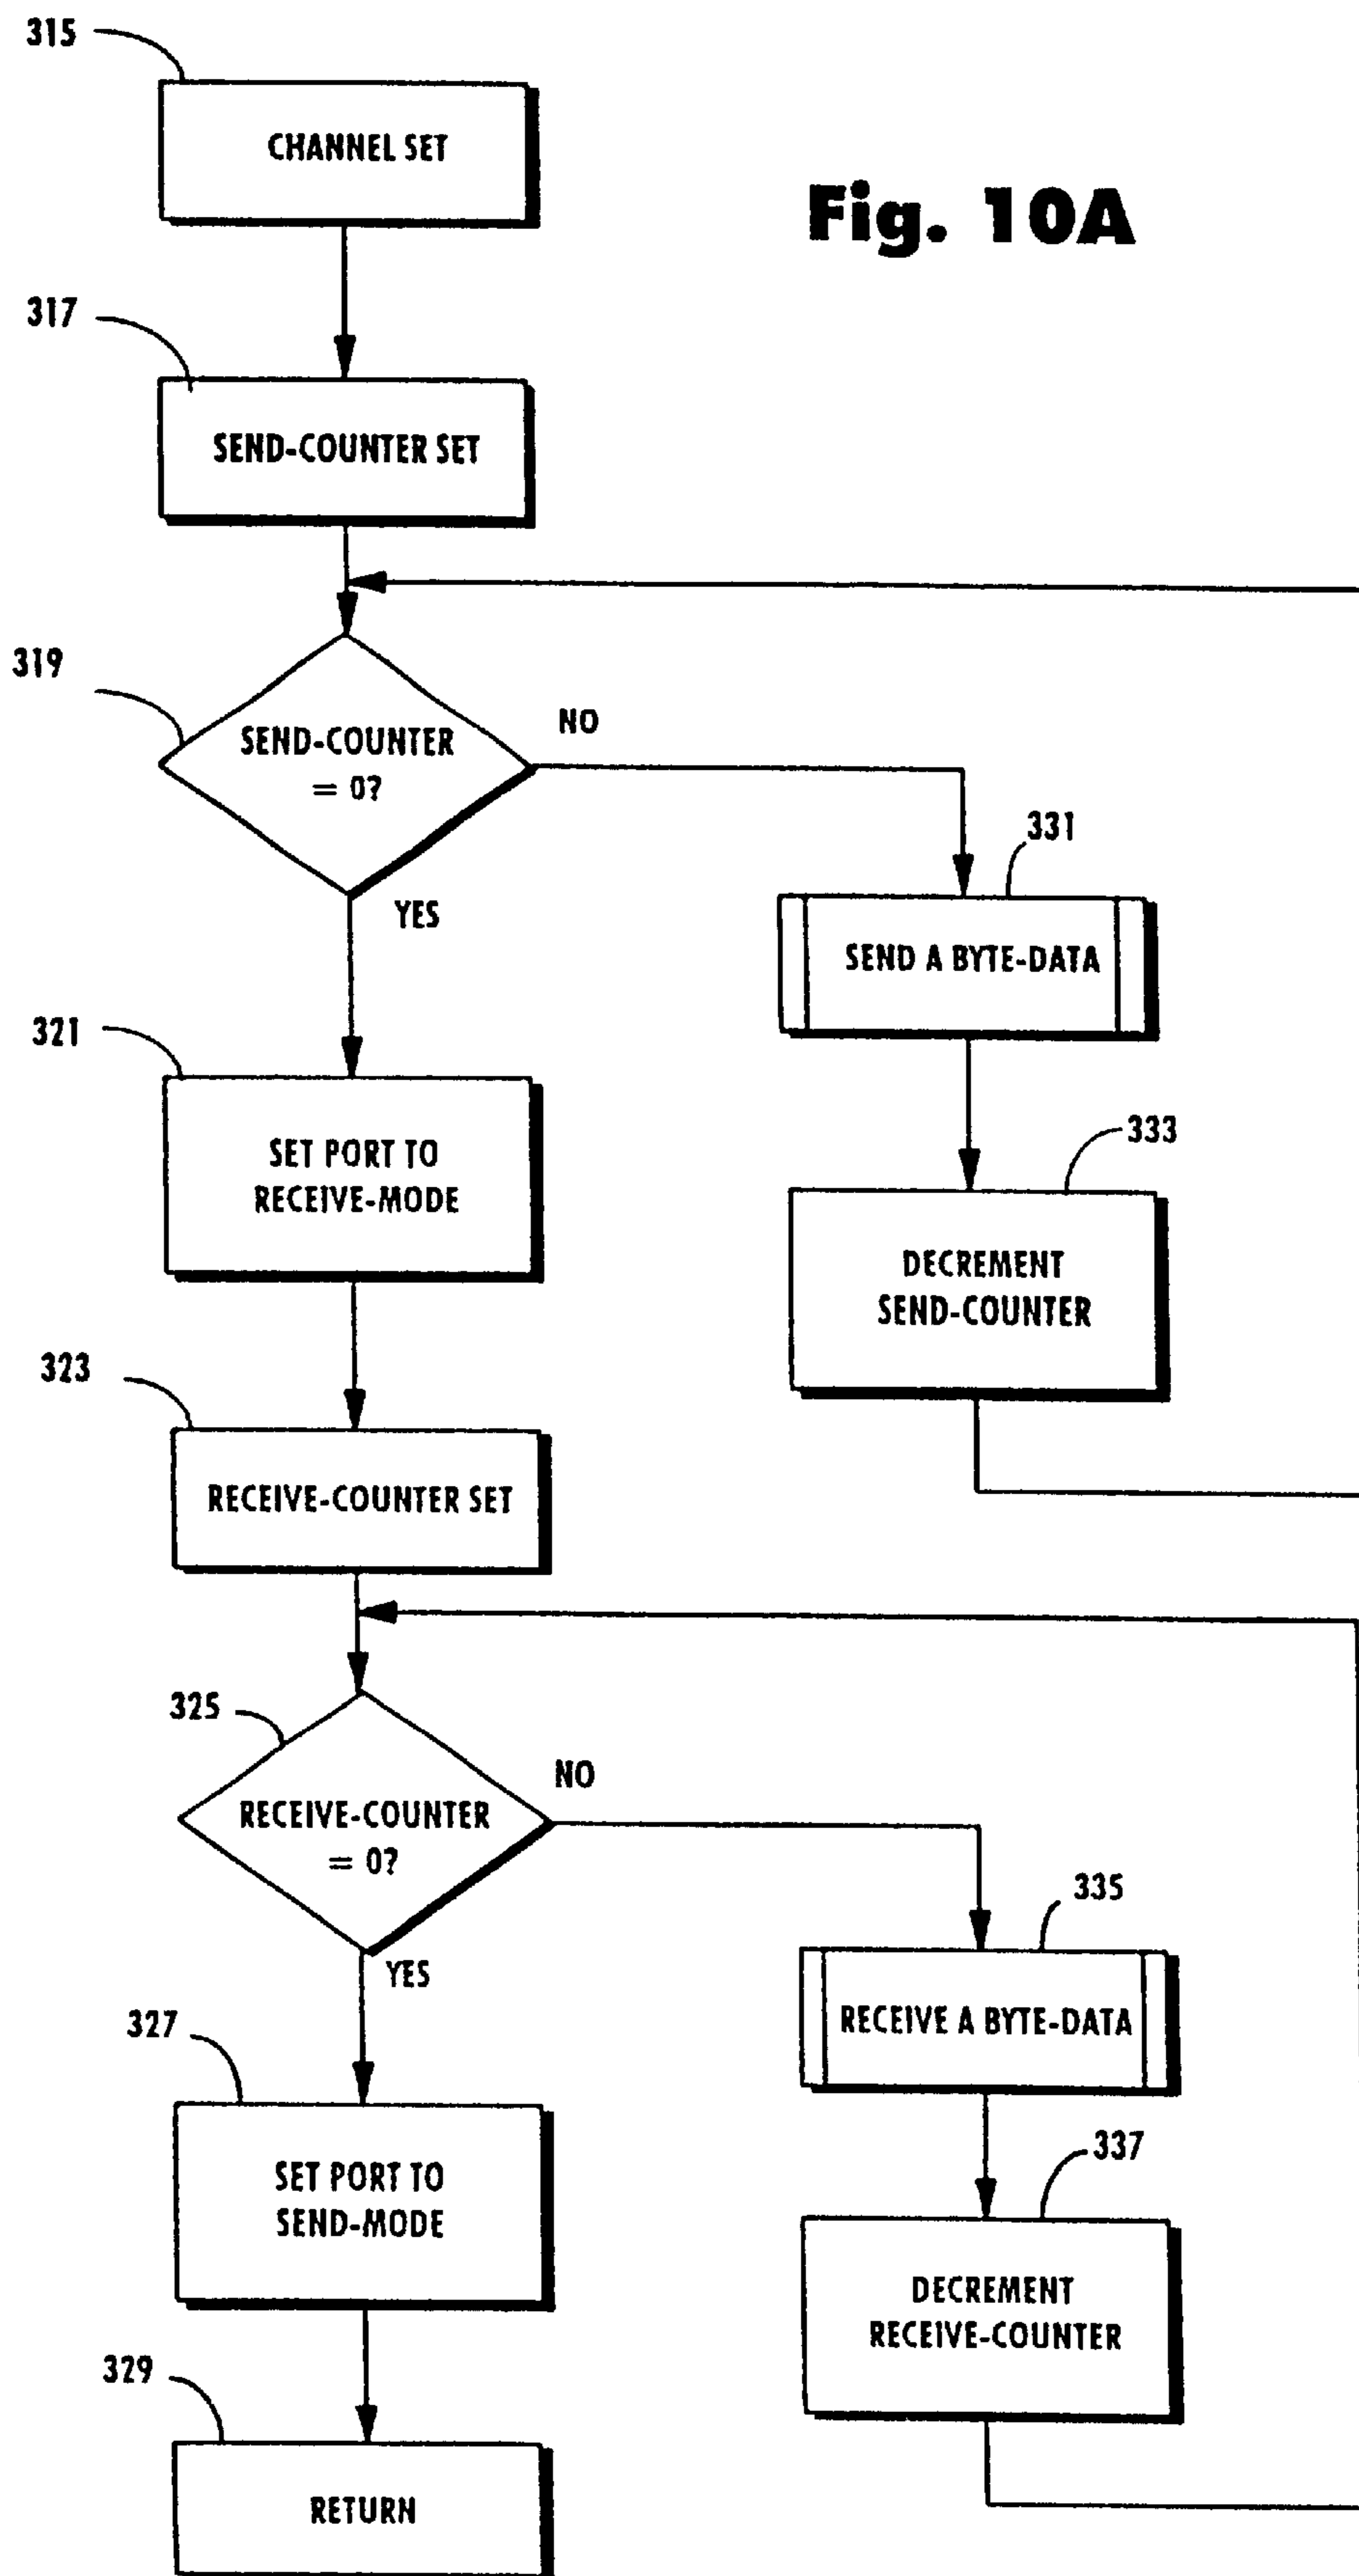 315
CHANNEL SET
Fig. 10A
317
SEND-COUNTER SET
319
SEND-COUNTER
= 0?
NO
YES
331
SEND A BYTE-DATA
321
SET PORT TO
RECEIVE-MODE
333
DECREMENT
SEND-COUNTER
323
RECEIVE-COUNTER SET
325
RECEIVE-COUNTER
= 0?
NO
YES
335
RECEIVE A BYTE-DATA
327
SET PORT TO
SEND-MODE
337
DECREMENT
RECEIVE-COUNTER
329
RETURN